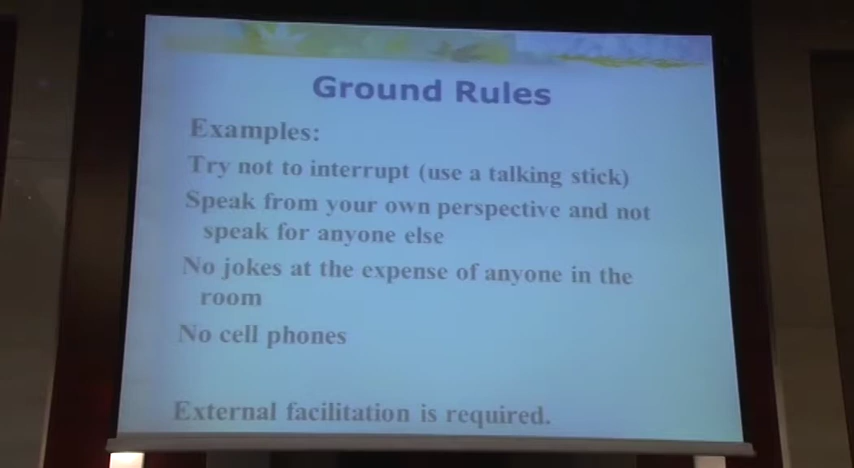 Ground Rules
Examples:
Try not to interrupt (use a talking stick)
Speak from your own perspective and not
speak for anyone else
No jokes at the expense of anyone in the
room
No cell phones
External facilitation is required.